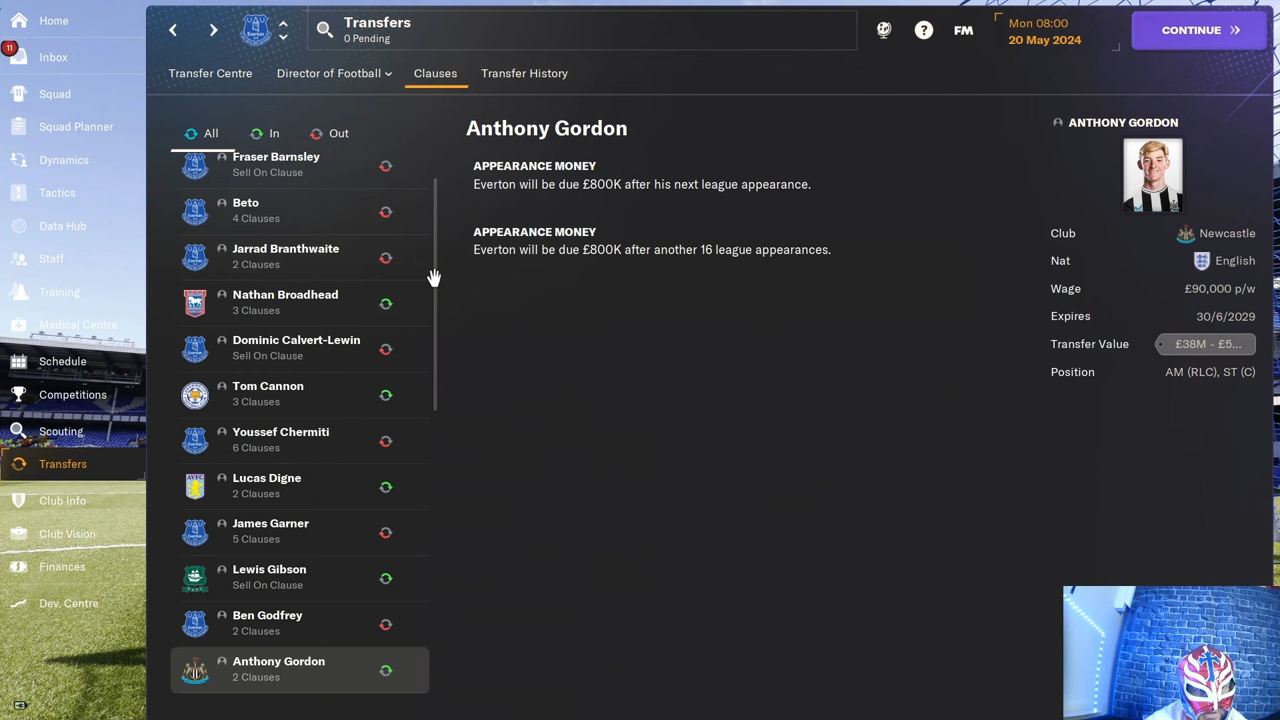 Home
11
Inbox
Squad
Squad Planner
Dynamics
Tactics
Data Hub
Staff
Training
Medical Centre
Schedule
Competitions
Scouting
Transfers
Club Info
Club Vision
Finances
Dev. Centre
Everton
Transfers
0 Pending
?
FM
Mon 08:00
20 May 2024
CONTINUE
Transfer Centre
Director of Football
Clauses
Transfer History
All
In
Out
Fraser Barnsley
Sell On Clause
Beto
4 Clauses
Jarrad Branthwaite
2 Clauses
Nathan Broadhead
3 Clauses
Dominic Calvert-Lewin
Sell On Clause
Tom Cannon
3 Clauses
Youssef Chermiti
6 Clauses
Lucas Digne
2 Clauses
James Garner
5 Clauses
Lewis Gibson
Sell On Clause
Ben Godfrey
2 Clauses
Anthony Gordon
2 Clauses
Anthony Gordon
APPEARANCE MONEY
Everton will be due £800K after his next league appearance.
APPEARANCE MONEY
Everton will be due £800K after another 16 league appearances.
ANTHONY GORDON
Club Newcastle
Nat English
Wage £90,000 p/w
Expires 30/6/2029
Transfer Value £38M - £5...
Position AM (RLC), ST (C)